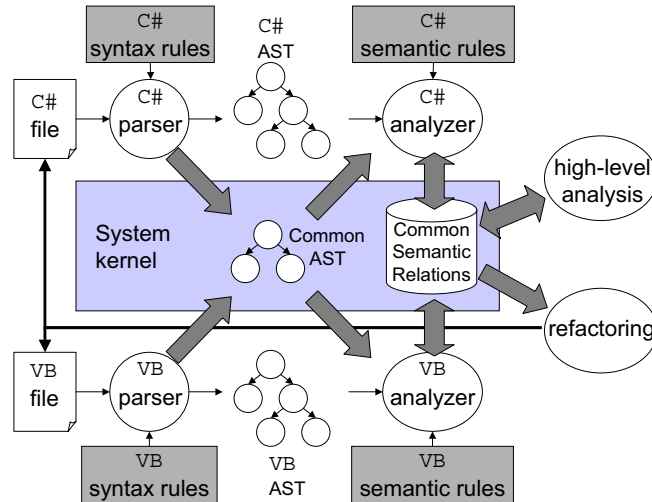 C#
syntax rules
C#
AST
C#
semantic rules
C#
file
C#
parser
C#
analyzer
high-level
analysis
System
kernel
Common
AST
Common
Semantic
Relations
refactoring
VB
file
VB
parser
VB
analyzer
VB
syntax rules
VB
AST
VB
semantic rules